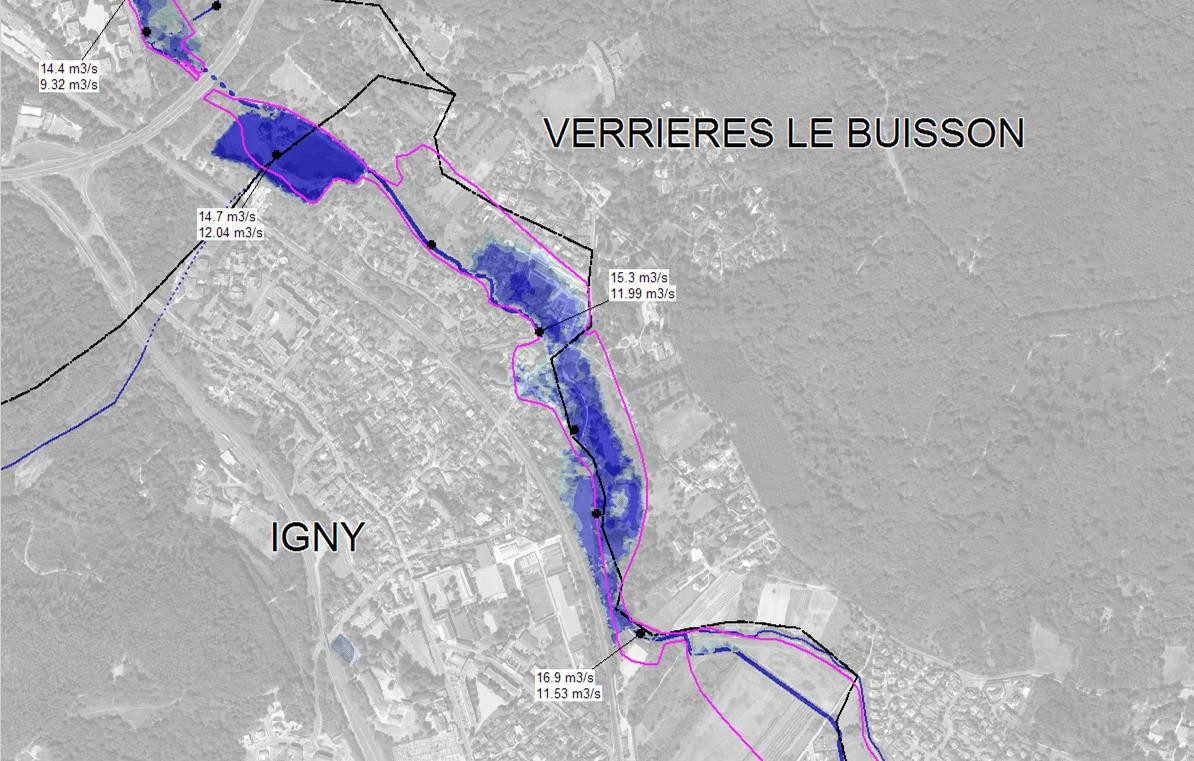 14.4 m3/s
9.32 m3/s
VERRIERES LE BUISSON
14.7 m3/s
12.04 m3/s
15.3 m3/s
11.99 m3/s
IGNY
16.9 m3/s
11.53 m3/s